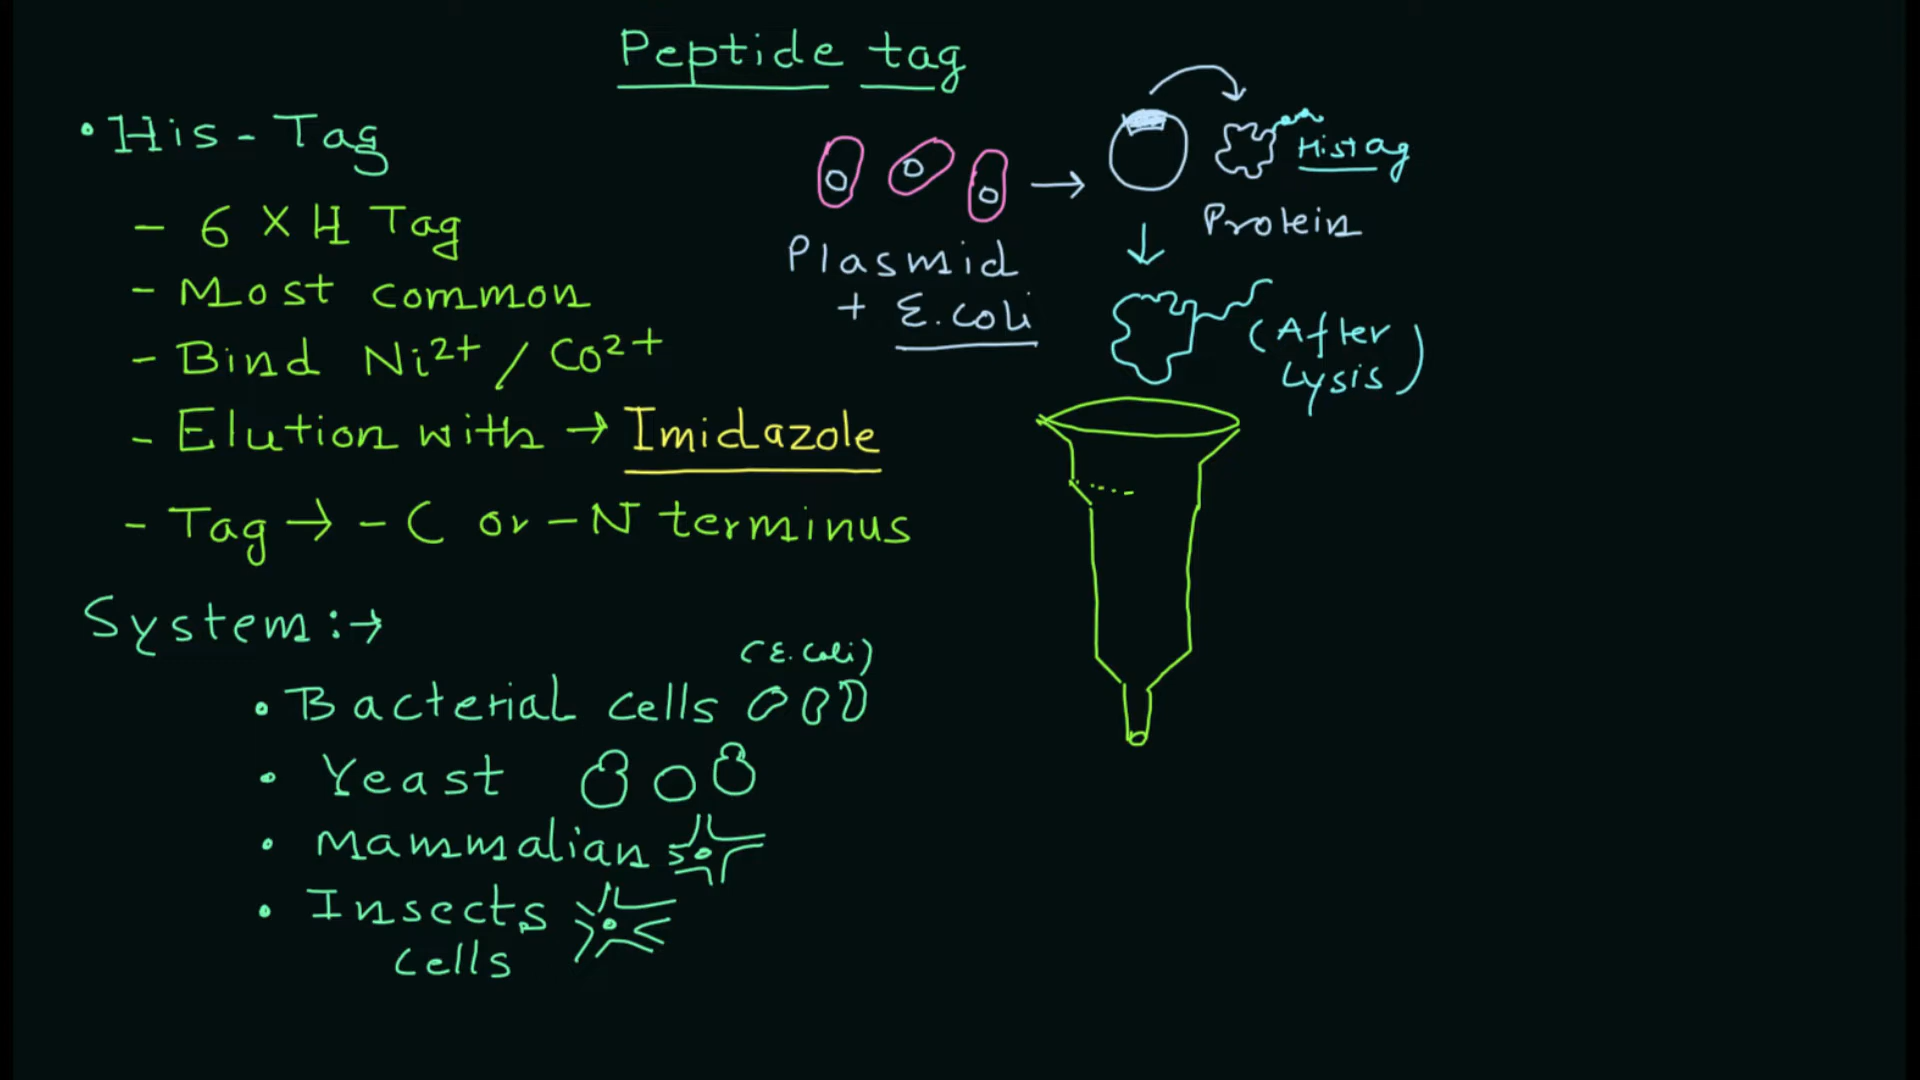 Peptide tag
• His-Tag
- 6 X H Tag
- Most common
- Bind Ni2+ / Co2+
- Elution with → Imidazole
- Tag → - C or - N terminus
System :→
• Bacterial cells (E. Coli)
• Yeast
• Mammalian
• Insects
cells
Plasmid
+ E. coli
His tag
Protein
(After
Lysis)